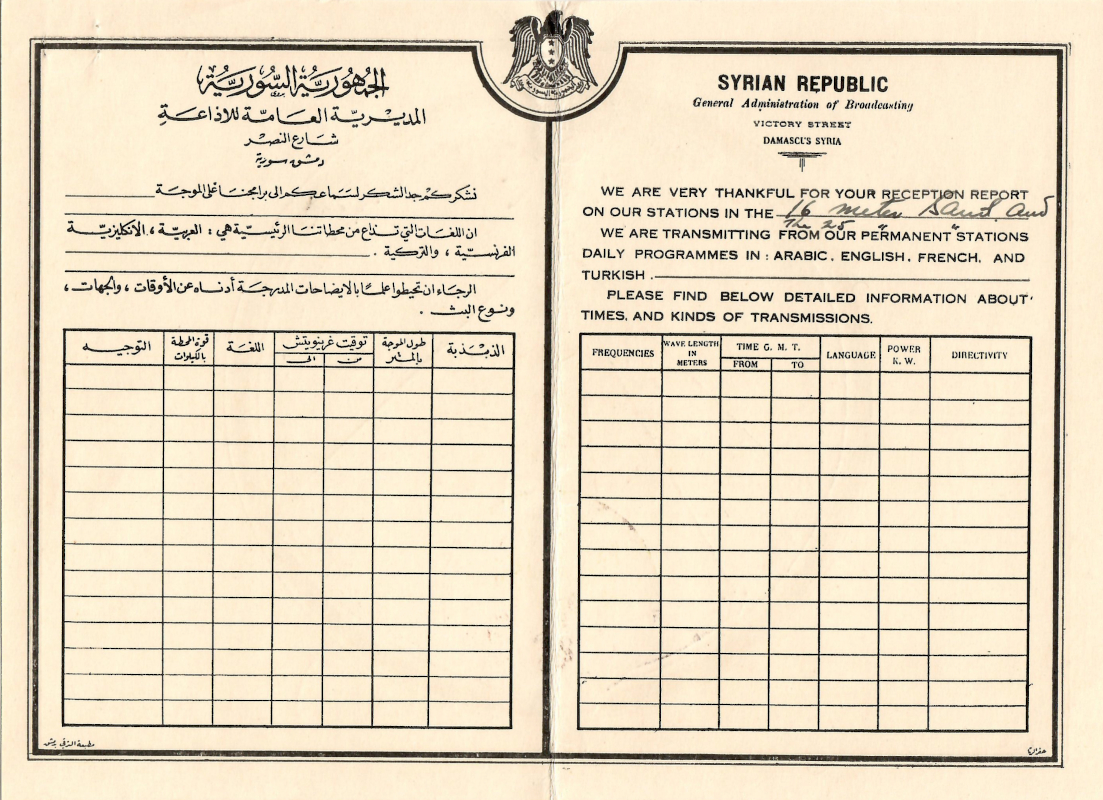 الجمهورية السورية
المديرية العامة للاذاعة
شارع النصر
دمشق سورية
نشكركم جد الشكر لسماعكم الى برامجنا على الموجة
ان اللغات التي تذاع من محطاتنا الرئيسية هي : العربية ، الانكليزية
الفرنسية ، والتركية .
الرجاء ان تحيطوا علماً بالايضاحات المدرجة أدناه عن الأوقات ، والجهات ،
ونوع البث .
الذبذبة
طول الموجة
بالمتر
توقيت غرينويتش
من
الى
اللغة
قوة المحطة
بالكيلوات
التوجيه
SYRIAN REPUBLIC
General Administration of Broadcasting
VICTORY STREET
DAMASCUS SYRIA
WE ARE VERY THANKFUL FOR YOUR RECEPTION REPORT
ON OUR STATIONS IN THE 16 meter Band and
The 25
WE ARE TRANSMITTING FROM OUR "PERMANENT" STATIONS
DAILY PROGRAMMES IN : ARABIC, ENGLISH, FRENCH, AND
TURKISH .
PLEASE FIND BELOW DETAILED INFORMATION ABOUT
TIMES, AND KINDS OF TRANSMISSIONS.
FREQUENCIES
WAVE LENGTH
IN
METERS
TIME G. M. T.
FROM
TO
LANGUAGE
POWER
K. W.
DIRECTIVITY